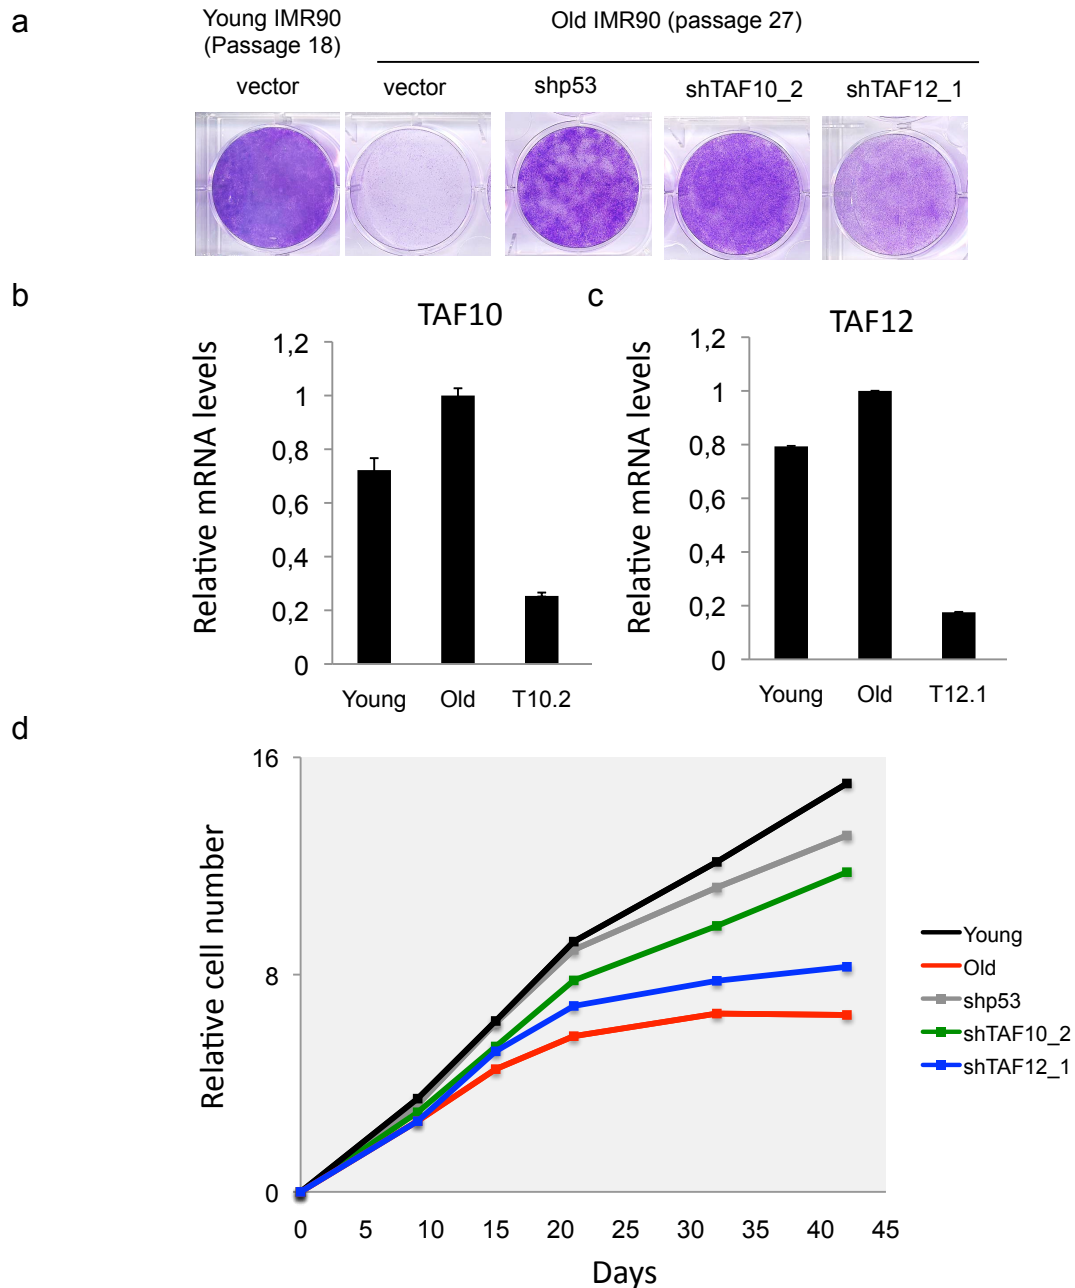 a
Young IMR90
(Passage 18)
Old IMR90 (passage 27)
vector
vector
shp53
shTAF10_2
shTAF12_1
b
TAF10
Relative mRNA levels
1,2
1
0,8
0,6
0,4
0,2
0
Young
Old
T10.2
c
TAF12
Relative mRNA levels
1,2
1
0,8
0,6
0,4
0,2
0
Young
Old
T12.1
d
Relative cell number
16
8
0
0
5
10
15
20
25
30
35
40
45
Days
Young
Old
shp53
shTAF10_2
shTAF12_1